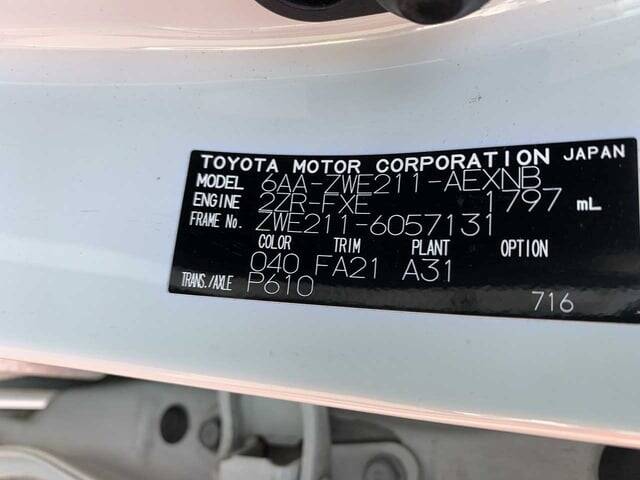 TOYOTA MOTOR CORPORATION JAPAN
MODEL 6AA-ZWE211-AEXNB
ENGINE 2ZR-FXE 1797 mL
FRAME No. ZWE211-6057131
COLOR TRIM PLANT OPTION
040 FA21 A31
TRANS./AXLE P610
716